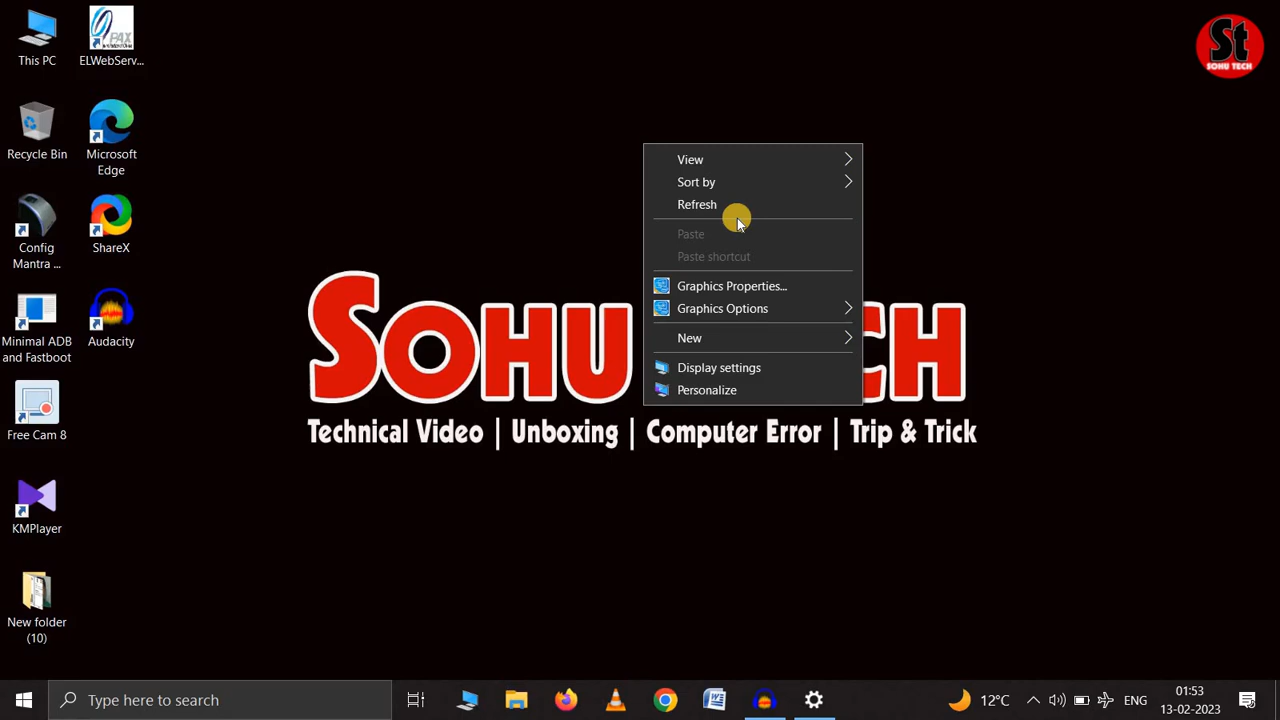 This PC
ELWebServ...
PAX
Recycle Bin
Microsoft
Edge
Config
Mantra ...
ShareX
Minimal ADB
and Fastboot
Audacity
Free Cam 8
KMPlayer
New folder
(10)
St
SOHU TECH
View
Sort by
Refresh
Paste
Paste shortcut
Graphics Properties...
Graphics Options
New
Display settings
Personalize
SOHU CH
Technical Video | Unboxing | Computer Error | Trip & Trick
Type here to search
12°C
ENG
01:53
13-02-2023